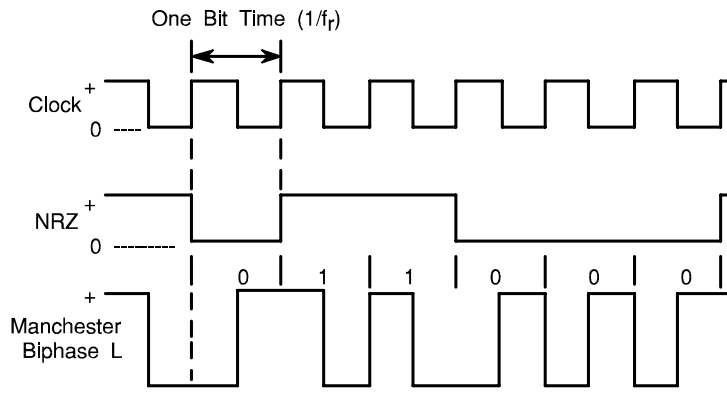 One Bit Time (1/fr)
+
Clock
0
+
NRZ
0
0 1 1 0 0 0
+
Manchester
Biphase L